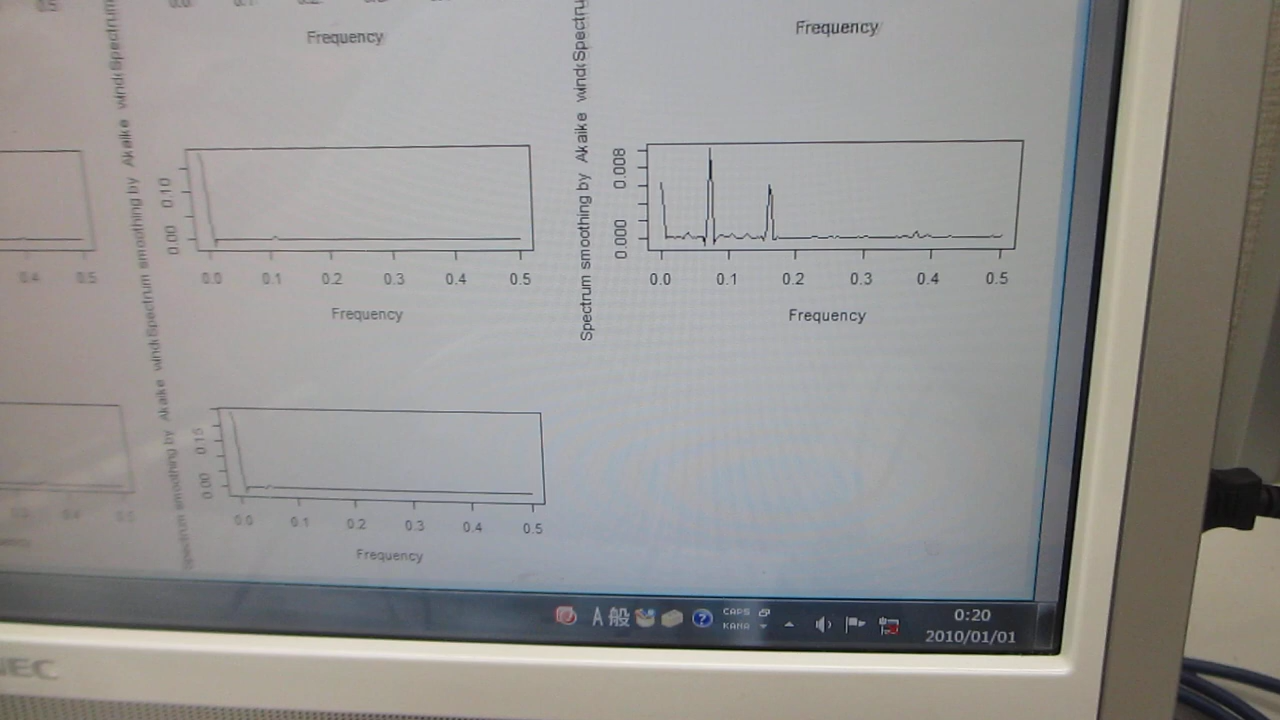 Frequency
Frequency
Spectrum smoothing by Akaike
Spectrum smoothing by Akaike
0.10
0.00
0.0 0.1 0.2 0.3 0.4 0.5
Frequency
0.008
0.000
0.0 0.1 0.2 0.3 0.4 0.5
Frequency
0.4 0.5
Spectrum smoothing by Akaike
0.15
0.00
0.0 0.1 0.2 0.3 0.4 0.5
Frequency
A 般
?
CAPS
KANA
0:20
2010/01/01
NEC